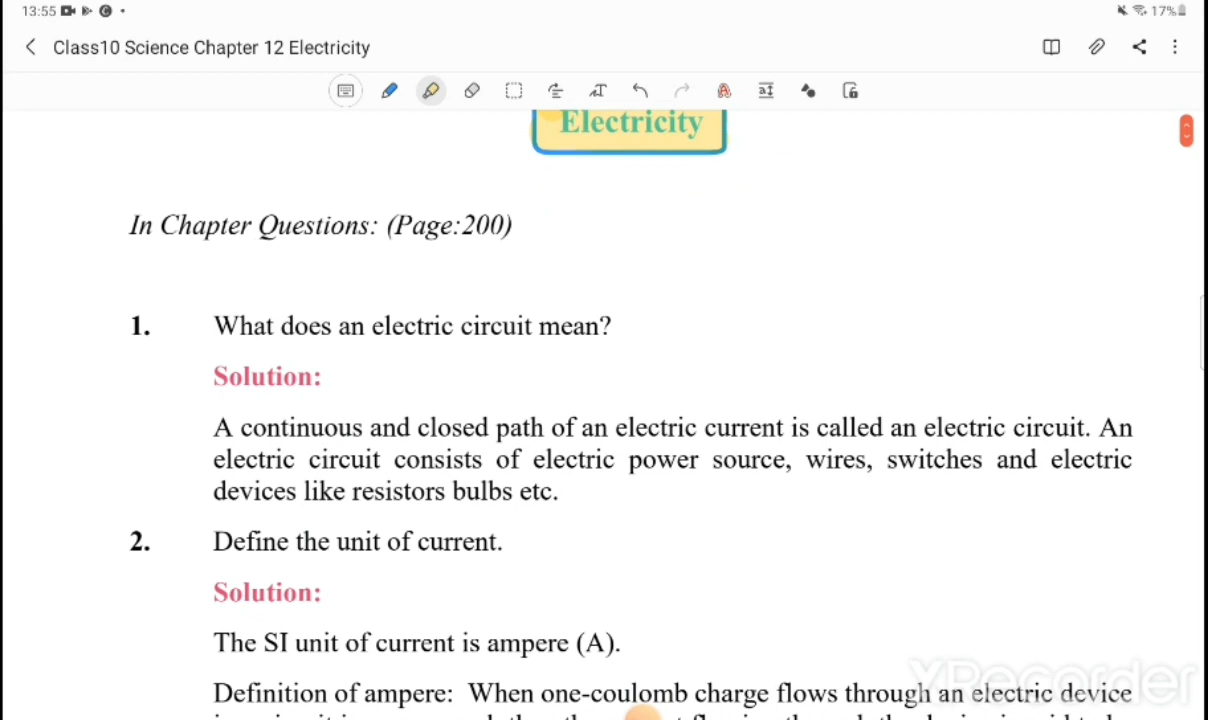 13:55
17%
Class10 Science Chapter 12 Electricity
Electricity
In Chapter Questions: (Page:200)
1. What does an electric circuit mean?
Solution:
A continuous and closed path of an electric current is called an electric circuit. An
electric circuit consists of electric power source, wires, switches and electric
devices like resistors bulbs etc.
2. Define the unit of current.
Solution:
The SI unit of current is ampere (A).
Definition of ampere: When one-coulomb charge flows through an electric device
XRecorder